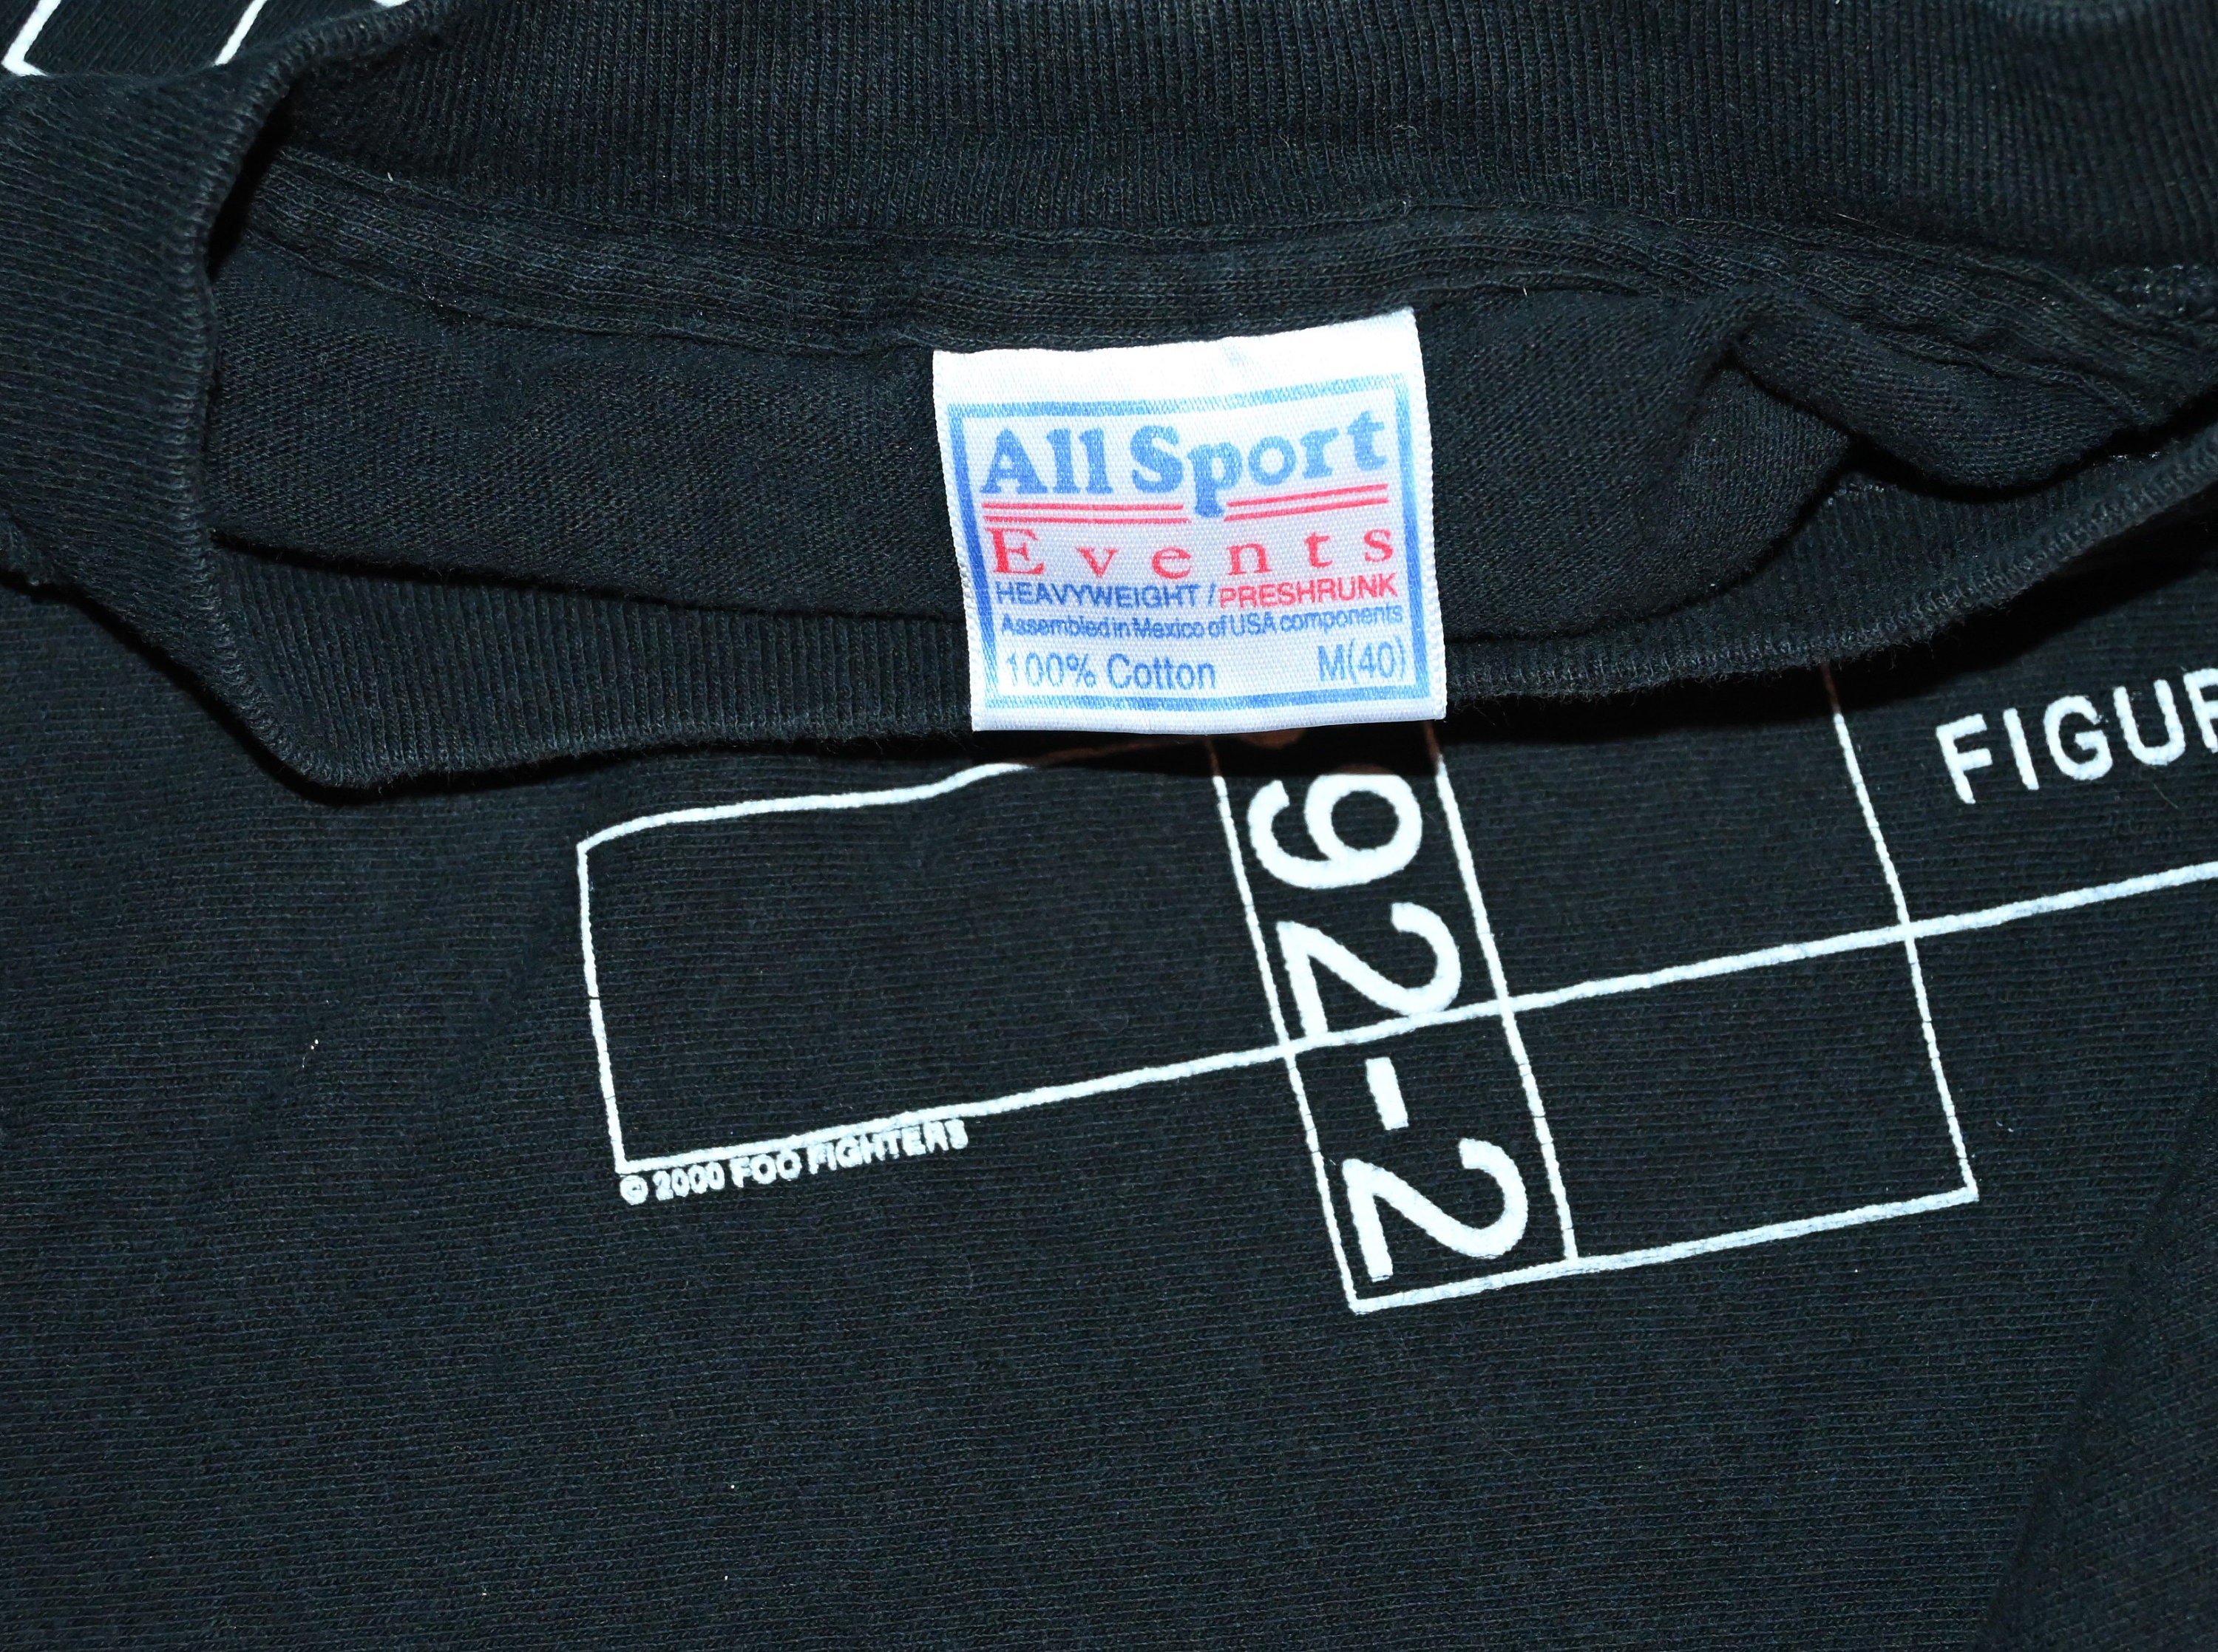 All Sport
Events
HEAVYWEIGHT / PRESHRUNK
Assembled in Mexico of USA components
100% Cotton M(40)
FIGUR
92-2
© 2000 FOO FIGHTERS